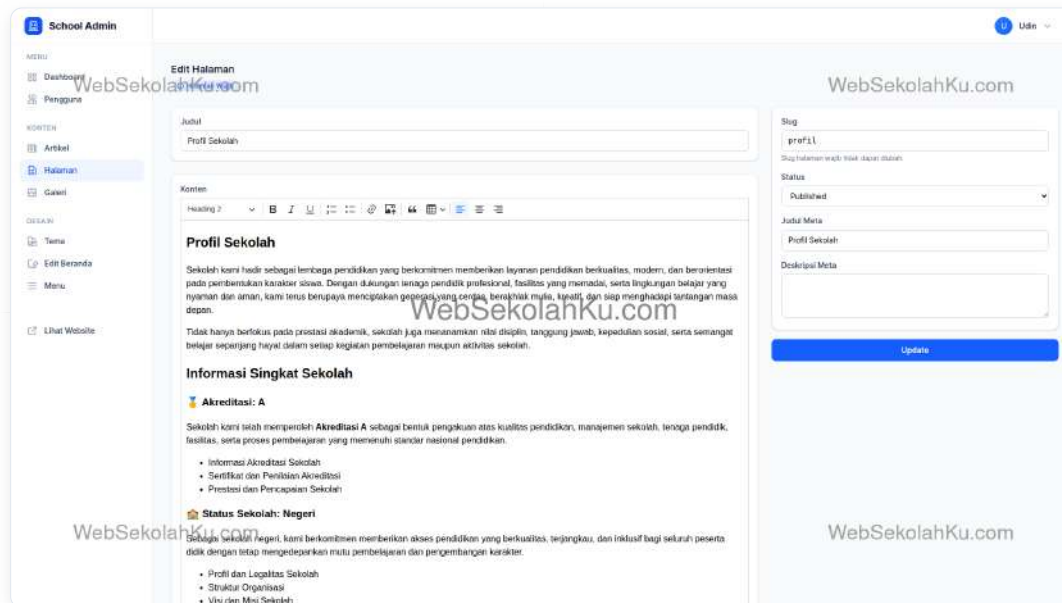 School Admin
Udin
MENU
Dashboard
Pengguna
KONTEN
Artikel
Halaman
Galeri
DESAIN
Tema
Edit Beranda
Menu
Lihat Website
Edit Halaman
Judul
Profil Sekolah
Konten
Heading 2
Profil Sekolah
Sekolah kami hadir sebagai lembaga pendidikan yang berkomitmen memberikan layanan pendidikan berkualitas, modern, dan berorientasi
pada pembentukan karakter siswa. Dengan dukungan tenaga pendidik profesional, fasilitas yang memadai, serta lingkungan belajar yang
nyaman dan aman, kami terus berupaya menciptakan generasi yang cerdas, berakhlak mulia, kreatif, dan siap menghadapi tantangan masa
depan.
Tidak hanya berfokus pada prestasi akademik, sekolah juga menanamkan nilai disiplin, tanggung jawab, kepedulian sosial, serta semangat
belajar sepanjang hayat dalam setiap kegiatan pembelajaran maupun aktivitas sekolah.
Informasi Singkat Sekolah
🏅 Akreditasi: A
Sekolah kami telah memperoleh Akreditasi A sebagai bentuk pengakuan atas kualitas pendidikan, manajemen sekolah, tenaga pendidik,
fasilitas, serta proses pembelajaran yang memenuhi standar nasional pendidikan.
• Informasi Akreditasi Sekolah
• Sertifikat dan Penilaian Akreditasi
• Prestasi dan Pencapaian Sekolah
🏫 Status Sekolah: Negeri
Sebagai sekolah negeri, kami berkomitmen memberikan akses pendidikan yang berkualitas, terjangkau, dan inklusif bagi seluruh peserta
didik dengan tetap mengedepankan mutu pembelajaran dan pengembangan karakter.
• Profil dan Legalitas Sekolah
• Struktur Organisasi
• Visi dan Misi Sekolah
Slug
profil
Slug halaman wajib tidak dapat diubah
Status
Published
Judul Meta
Profil Sekolah
Deskripsi Meta
Update
WebSekolahKu.com
WebSekolahKu.com
WebSekolahKu.com
WebSekolahKu.com
WebSekolahKu.com